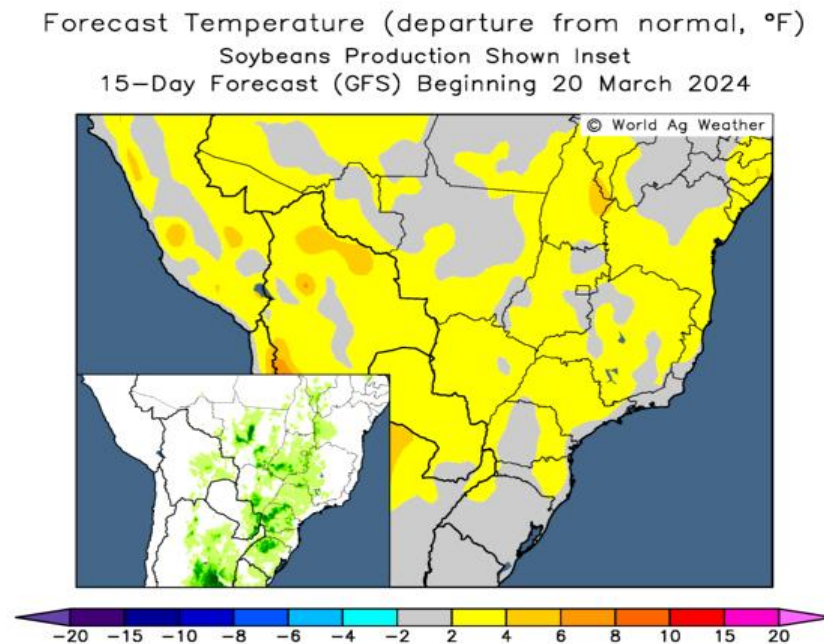 Forecast Temperature (departure from normal, °F)
Soybeans Production Shown Inset
15-Day Forecast (GFS) Beginning 20 March 2024
© World Ag Weather
-20 -15 -10 -8 -6 -4 -2 2 4 6 8 10 15 20